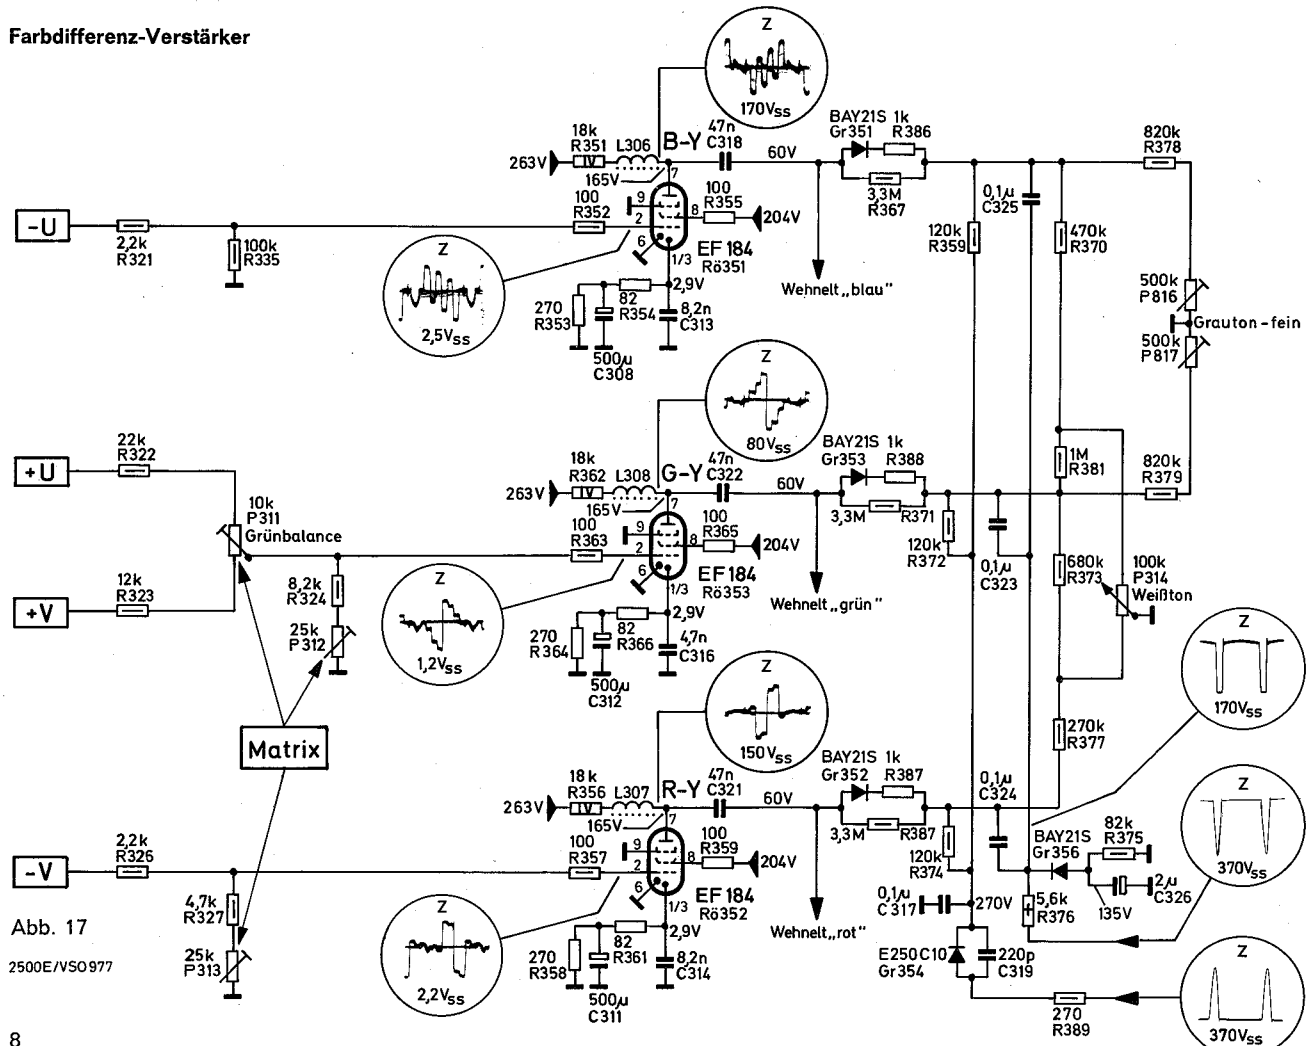 Farbdifferenz-Verstärker
Z
170Vss
18k
R351
L306
B-Y
47n
C318
60V
BAY21S 1k
Gr351
R386
820k
R378
263V
165V
7
3,3M
R367
0,1µ
C325
-U
2,2k
R321
100k
R335
100
R352
9
2
6
8
100
R355
204V
EF 184
Rö351
1/3
2,9V
120k
R359
470k
R370
Z
2,5Vss
270
R353
82
R354
8,2n
C313
500µ
C308
Wehnelt „blau"
500k
P816
Grauton-fein
500k
P817
Z
80Vss
+U
22k
R322
18k
R362
L308
G-Y
47n
C322
60V
BAY21S 1k
Gr353
R388
1M
R381
820k
R379
263V
165V
7
3,3M
R371
10k
P311
Grünbalance
100
R363
9
2
6
8
100
R365
204V
EF 184
Rö353
1/3
2,9V
120k
R372
0,1µ
C323
680k
R373
100k
P314
Weißton
+V
12k
R323
8,2k
R324
25k
P312
Z
1,2Vss
270
R364
82
R366
4,7n
C316
500µ
C312
Wehnelt „grün"
Z
170Vss
Z
150Vss
Matrix
270k
R377
18k
R356
L307
R-Y
47n
C321
60V
BAY21S 1k
Gr352
R387
0,1µ
C324
263V
165V
7
3,3M
R387
-V
2,2k
R326
100
R357
9
2
6
8
100
R359
204V
EF 184
Rö352
1/3
2,9V
120k
R374
BAY21S
Gr356
82k
R375
Z
370Vss
4,7k
R327
25k
P313
Z
2,2Vss
270
R358
82
R361
8,2n
C314
500µ
C311
Wehnelt „rot"
0,1µ
C317
270V
5,6k
R376
135V
2µ
C326
E250C10
Gr354
220p
C319
270
R389
Z
370Vss
Abb. 17
2500E/VSO977
8